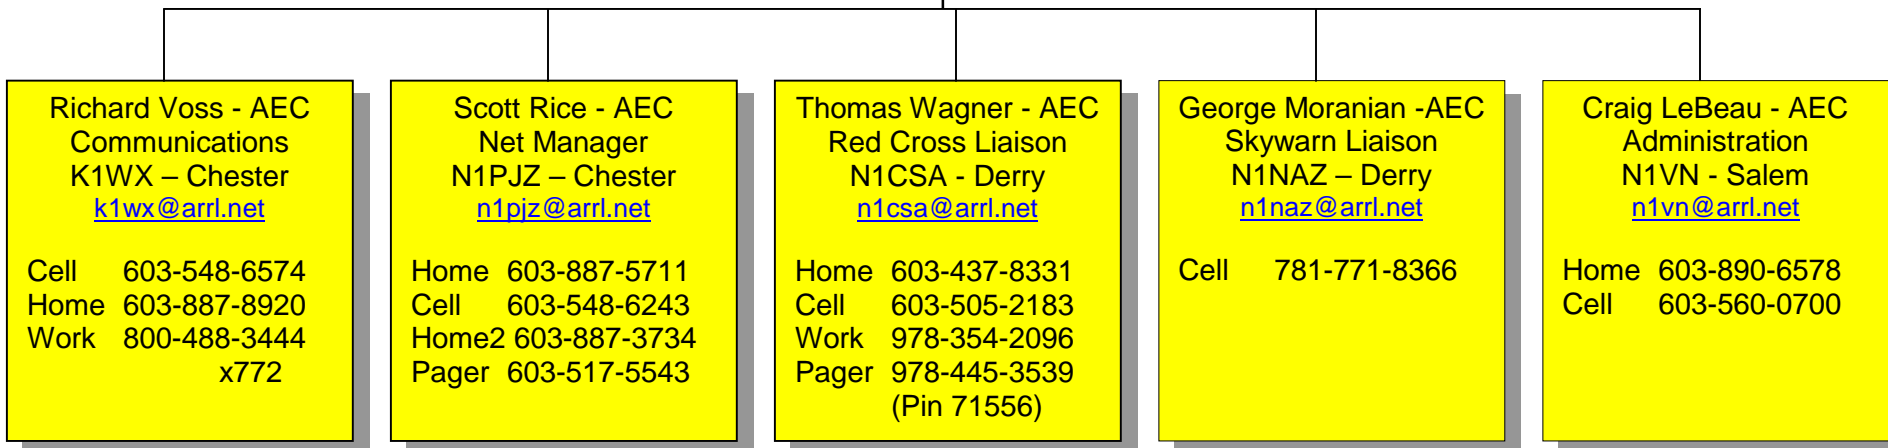 Richard Voss - AEC
Communications
K1WX – Chester
k1wx@arrl.net
Cell 603-548-6574
Home 603-887-8920
Work 800-488-3444
x772
Scott Rice - AEC
Net Manager
N1PJZ – Chester
n1pjz@arrl.net
Home 603-887-5711
Cell 603-548-6243
Home2 603-887-3734
Pager 603-517-5543
Thomas Wagner - AEC
Red Cross Liaison
N1CSA - Derry
n1csa@arrl.net
Home 603-437-8331
Cell 603-505-2183
Work 978-354-2096
Pager 978-445-3539
(Pin 71556)
George Moranian -AEC
Skywarn Liaison
N1NAZ – Derry
n1naz@arrl.net
Cell 781-771-8366
Craig LeBeau - AEC
Administration
N1VN - Salem
n1vn@arrl.net
Home 603-890-6578
Cell 603-560-0700